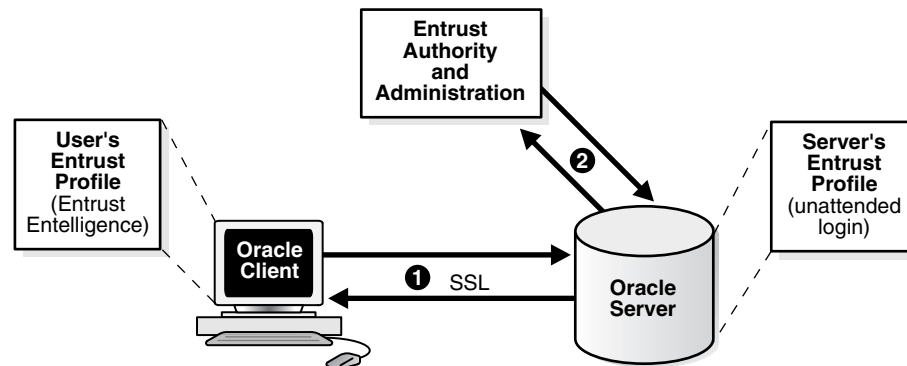 Entrust
Authority
and
Administration
User's
Entrust
Profile
(Entrust
Entelligence)
2
Server's
Entrust
Profile
(unattended
login)
Oracle
Client
1 SSL
Oracle
Server